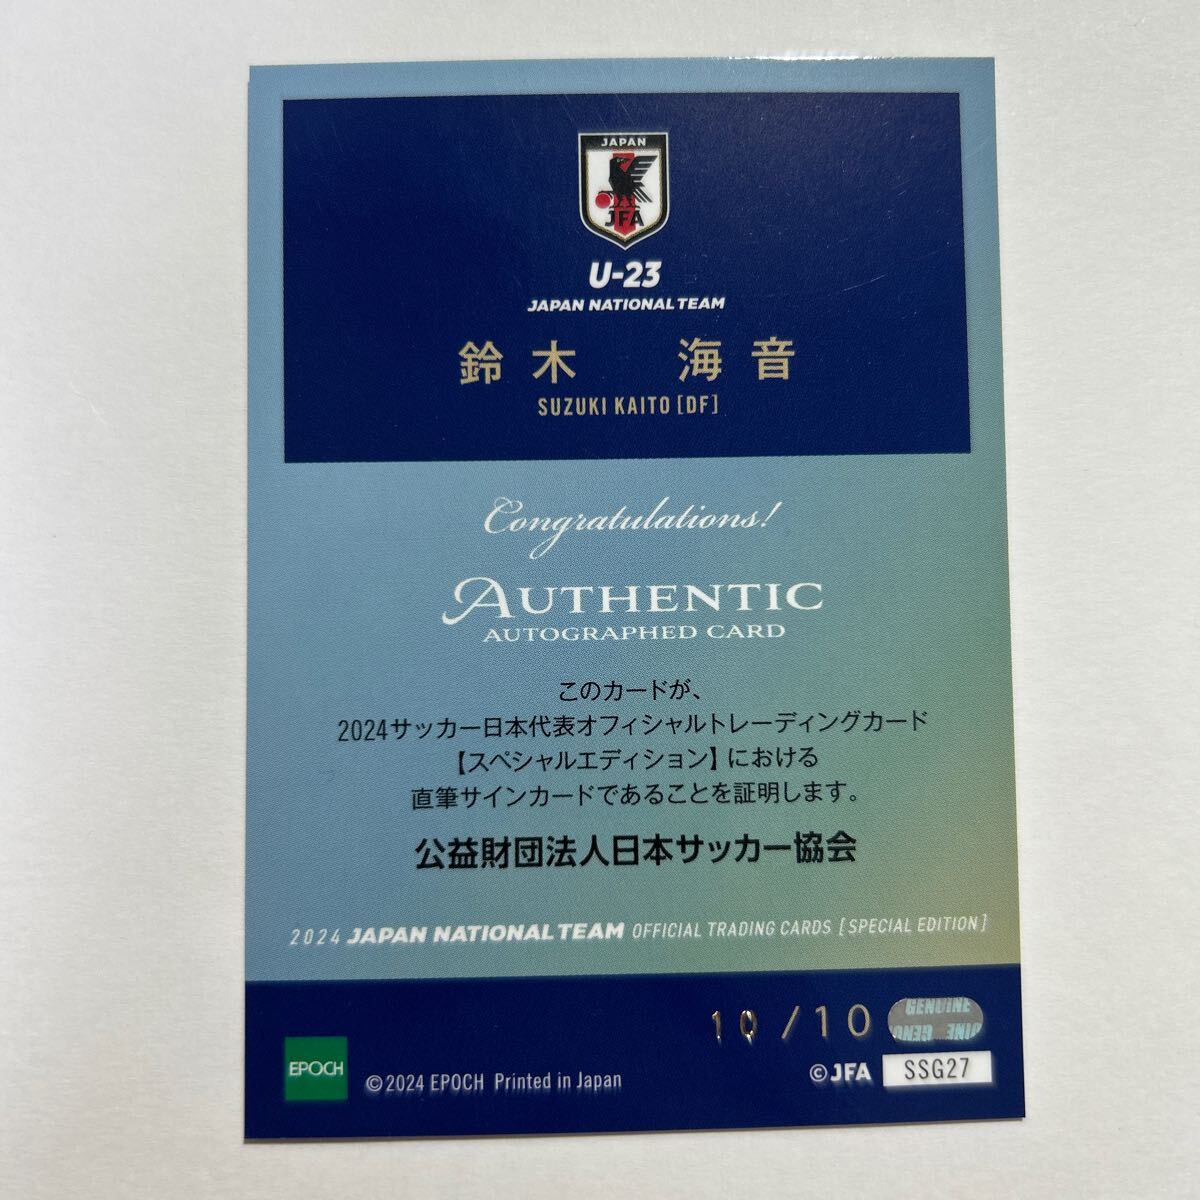 JAPAN
JFA
U-23
JAPAN NATIONAL TEAM
鈴木 海音
SUZUKI KAITO [DF]
Congratulations!
AUTHENTIC
AUTOGRAPHED CARD
このカードが、
2024サッカー日本代表オフィシャルトレーディングカード
【スペシャルエディション】における
直筆サインカードであることを証明します。
公益財団法人日本サッカー協会
2024 JAPAN NATIONAL TEAM OFFICIAL TRADING CARDS [SPECIAL EDITION]
10/10
GENUINE
EPOCH
©2024 EPOCH Printed in Japan
©JFA
SSG27